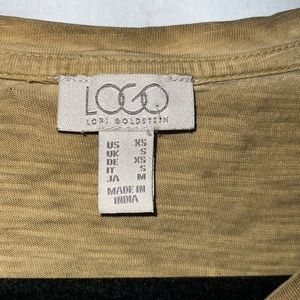 LOGO
LORI GOLDSTEIN
US XS
UK S
DE XS
IT S
JA M
MADE IN
INDIA